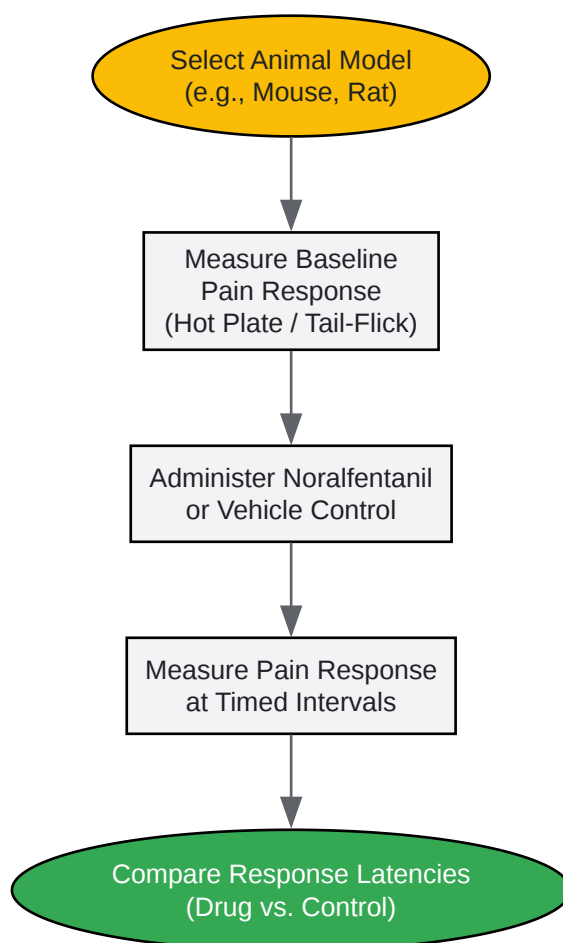 Select Animal Model
(e.g., Mouse, Rat)
Measure Baseline
Pain Response
(Hot Plate / Tail-Flick)
Administer Noralfentanil
or Vehicle Control
Measure Pain Response
at Timed Intervals
Compare Response Latencies
(Drug vs. Control)